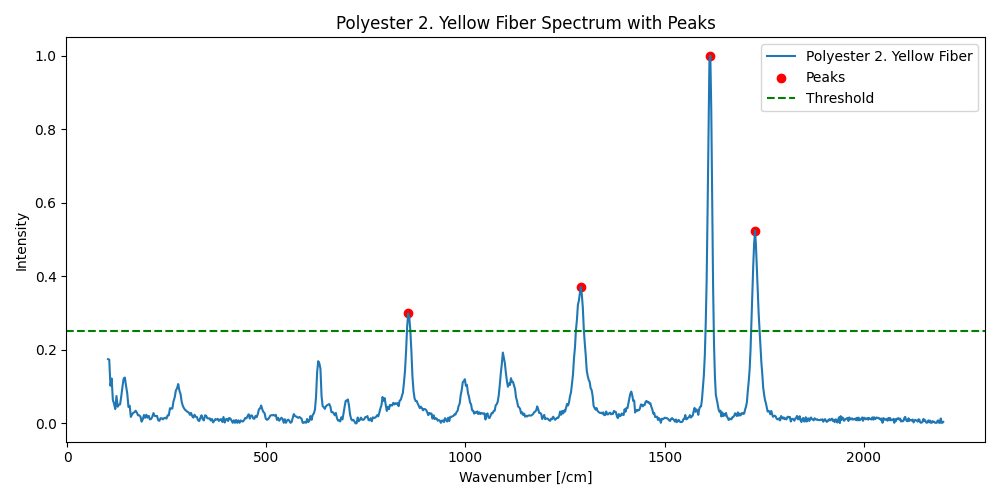 Polyester 2. Yellow Fiber Spectrum with Peaks
Polyester 2. Yellow Fiber
Peaks
Threshold
Intensity
1.0
0.8
0.6
0.4
0.2
0.0
0
500
1000
1500
2000
Wavenumber [/cm]